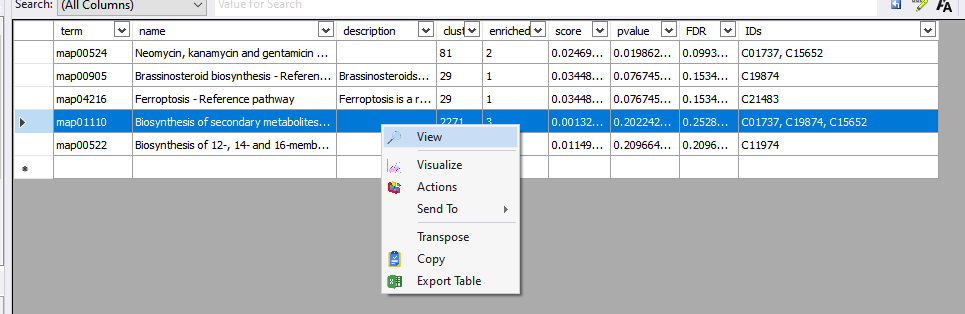 Search: (All Columns) Value for Search
term name description clust enriched score pvalue FDR IDs
map00524 Neomycin, kanamycin and gentamicin ... 81 2 0.02469... 0.019862... 0.0993... C01737, C15652
map00905 Brassinosteroid biosynthesis - Referen... Brassinosteroids... 29 1 0.03448... 0.076745... 0.1534... C19874
map04216 Ferroptosis - Reference pathway Ferroptosis is a r... 29 1 0.03448... 0.076745... 0.1534... C21483
map01110 Biosynthesis of secondary metabolites... 2271 3 0.00132... 0.202242... 0.2528... C01737, C19874, C15652
map00522 Biosynthesis of 12-, 14- and 16-memb... 0.01149... 0.209664... 0.2096... C11974
View
Visualize
Actions
Send To
Transpose
Copy
Export Table